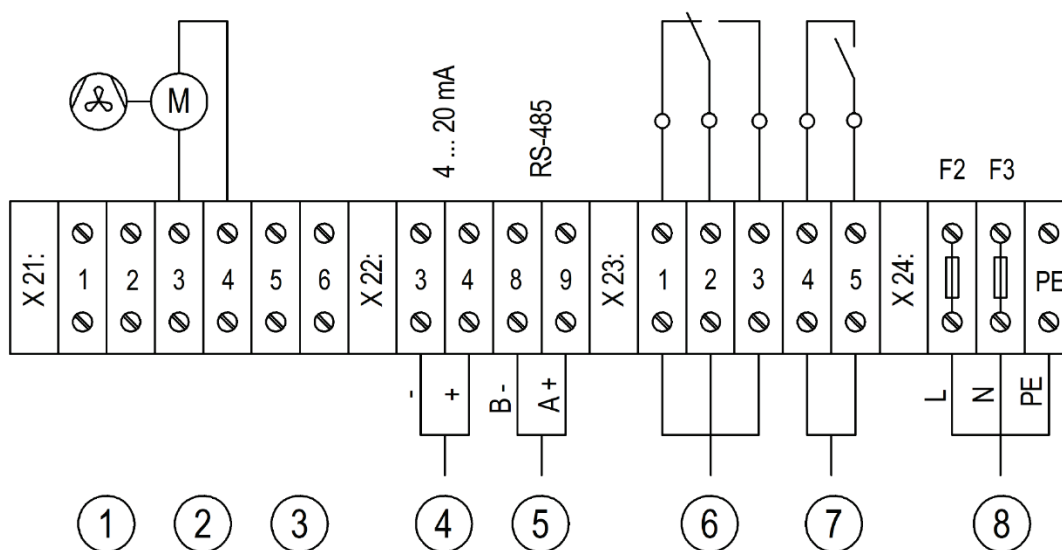 M
4 ... 20 mA
RS-485
F2 F3
X 21: 1 2 3 4 5 6 X 22: 3 4 8 9 X 23: 1 2 3 4 5 X 24: PE
- + B - A + L N PE
1 2 3 4 5 6 7 8